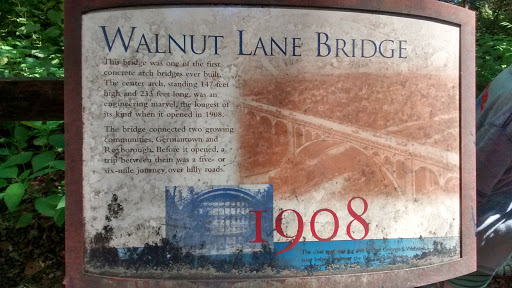 WALNUT LANE BRIDGE
This bridge was one of the first
concrete arch bridges ever built.
The center arch, standing 147 feet
high and 233 feet long, was an
engineering marvel, the longest of
its kind when it opened in 1908.
The bridge connected two growing
communities, Germantown and
Roxborough. Before it opened, a
trip between them was a five- or
six-mile journey over hilly roads.
1908